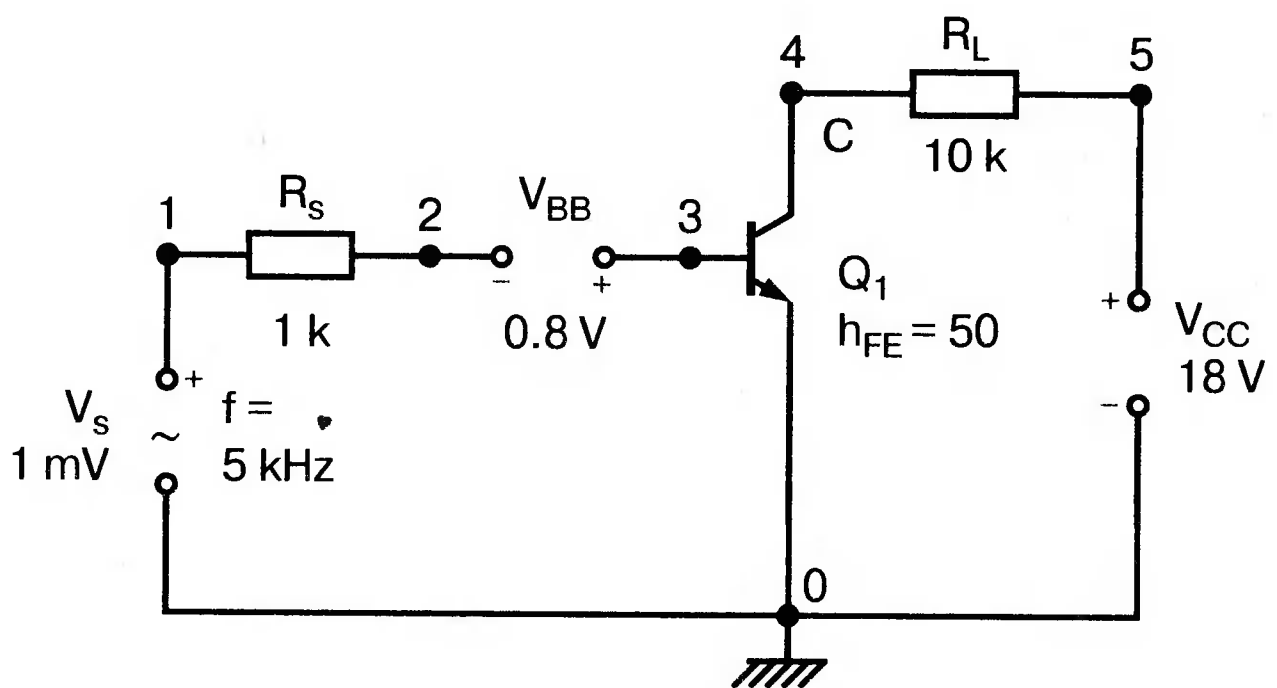 4
R_L
5
C
10 k
1
R_s
2
V_BB
3
-
+
1 k
0.8 V
Q_1
h_FE = 50
+
V_CC
18 V
-
+
V_s
~
1 mV
f =
5 kHz
0